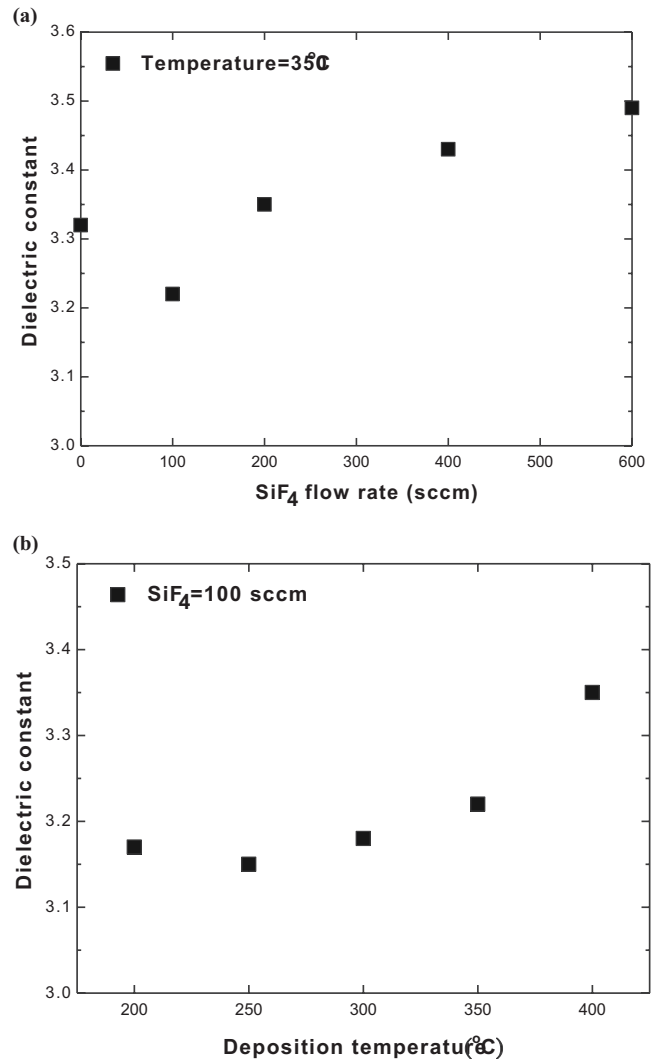 (a)
3.6
Temperature=350°C
3.5
3.4
3.3
3.2
3.1
3.0
Dielectric constant
0 100 200 300 400 500 600
SiF4 flow rate (sccm)
(b)
3.5
SiF4=100 sccm
3.4
3.3
3.2
3.1
3.0
Dielectric constant
200 250 300 350 400
Deposition temperature(°C)